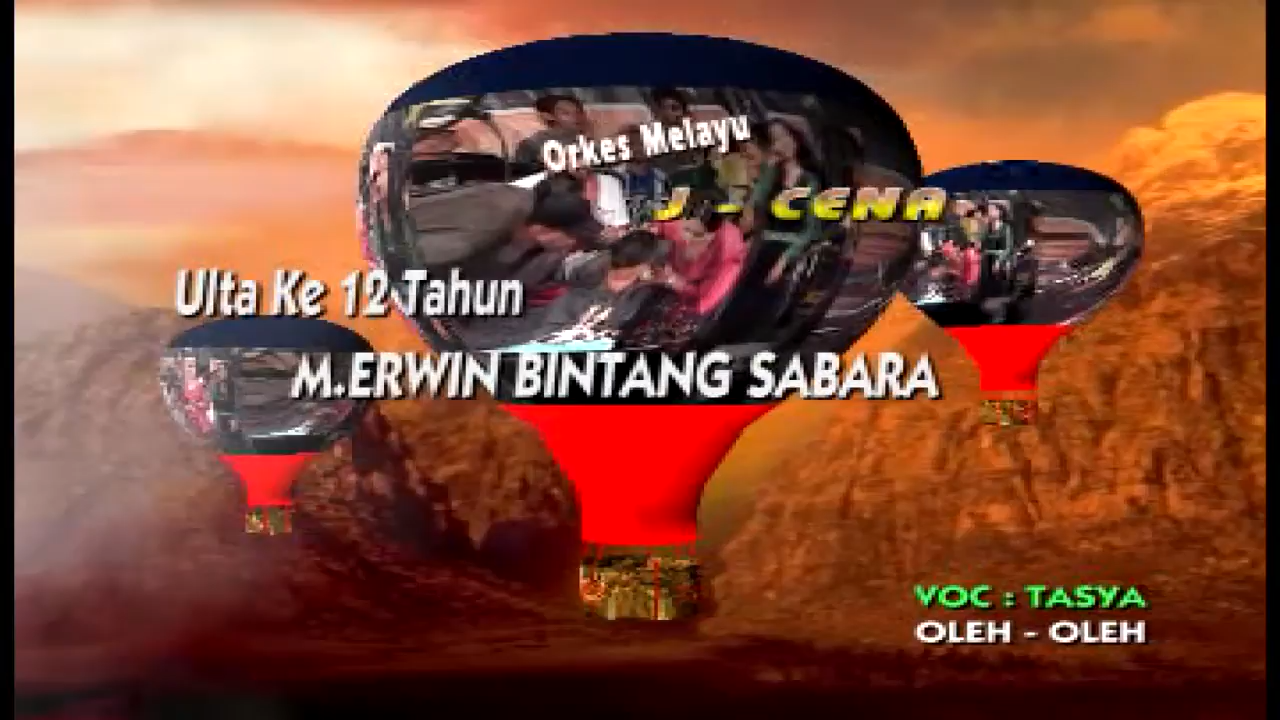 Orkes Melayu
J - CENA
Ulta Ke 12 Tahun
M.ERWIN BINTANG SABARA
VOC : TASYA
OLEH - OLEH